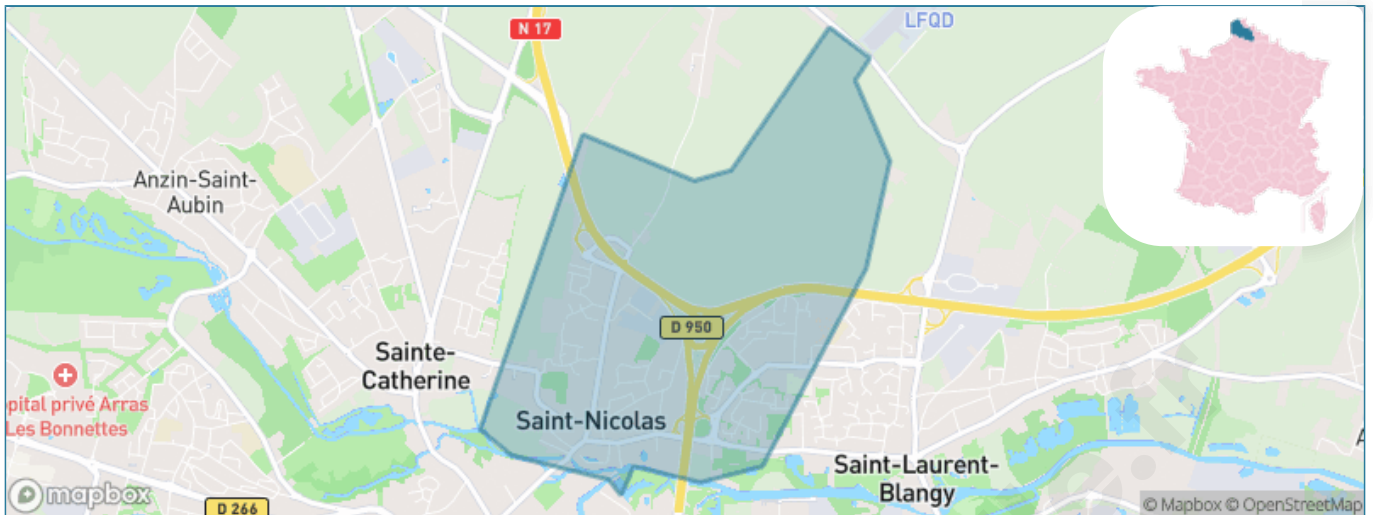 N 17
LFQD
Anzin-Saint-
Aubin
D 950
Sainte-
Catherine
pital privé Arras
Les Bonnettes
Saint-Nicolas
Saint-Laurent-
Blangy
A
mapbox
D 266
© Mapbox © OpenStreetMap